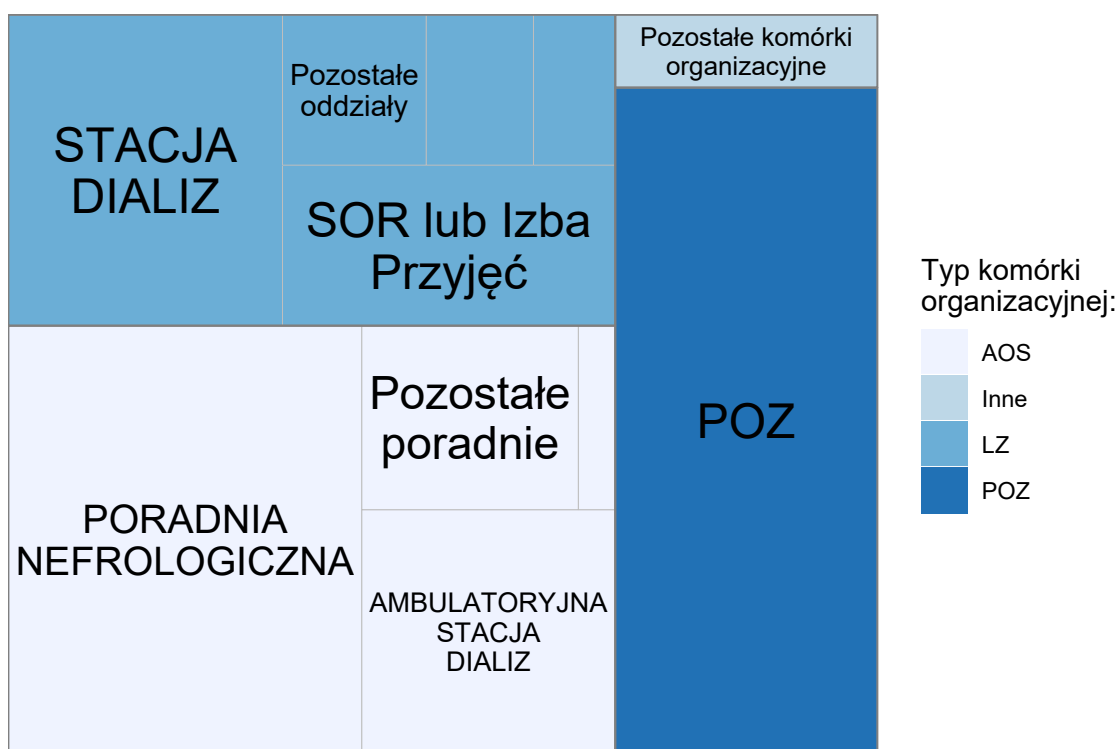 STACJA
DIALIZ
Pozostałe
oddziały
SOR lub Izba
Przyjęć
Pozostałe komórki
organizacyjne
POZ
PORADNIA
NEFROLOGICZNA
Pozostałe
poradnie
AMBULATORYJNA
STACJA
DIALIZ
Typ komórki
organizacyjnej:
AOS
Inne
LZ
POZ